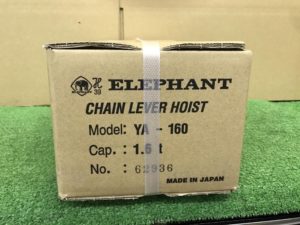 ELEPHANT
CHAIN LEVER HOIST
Model: YA - 160
Cap. : 1.6 t
No. : 62936
MADE IN JAPAN